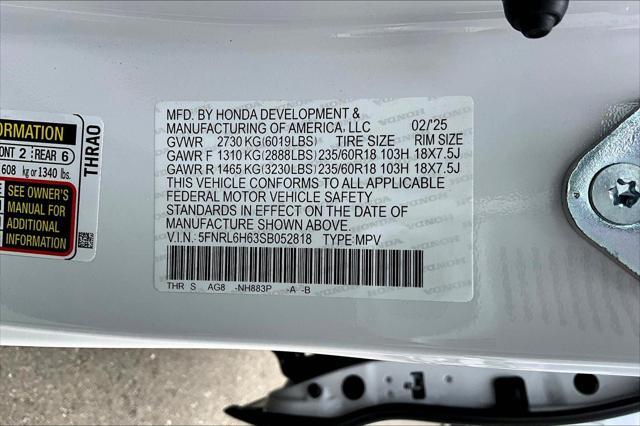 ORMATION
ONT 2 REAR 6
608 kg or 1340 lbs.
SEE OWNER'S
MANUAL FOR
ADDITIONAL
INFORMATION
THRA0
MFD. BY HONDA DEVELOPMENT &
MANUFACTURING OF AMERICA, LLC 02/'25
GVWR 2730 KG(6019LBS) TIRE SIZE RIM SIZE
GAWR F 1310 KG(2888LBS) 235/60R18 103H 18X7.5J
GAWR R 1465 KG(3230LBS) 235/60R18 103H 18X7.5J
THIS VEHICLE CONFORMS TO ALL APPLICABLE
FEDERAL MOTOR VEHICLE SAFETY
STANDARDS IN EFFECT ON THE DATE OF
MANUFACTURE SHOWN ABOVE.
V.I.N.: 5FNRL6H63SB052818 TYPE:MPV
THR S AG8 -NH883P -A -B